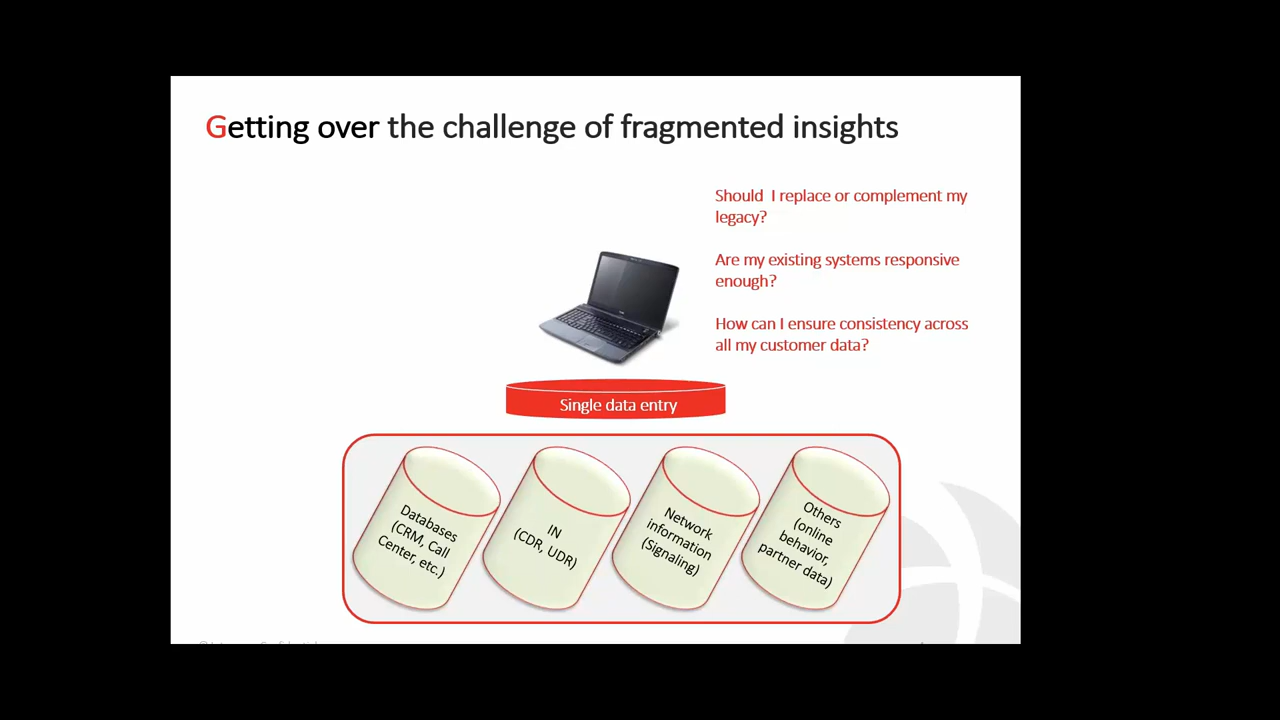 Getting over the challenge of fragmented insights
Should I replace or complement my
legacy?
Are my existing systems responsive
enough?
How can I ensure consistency across
all my customer data?
Single data entry
Databases
(CRM, Call
Center, etc.)
IN
(CDR, UDR)
Network
information
(Signaling)
Others
(online
behavior,
partner data)